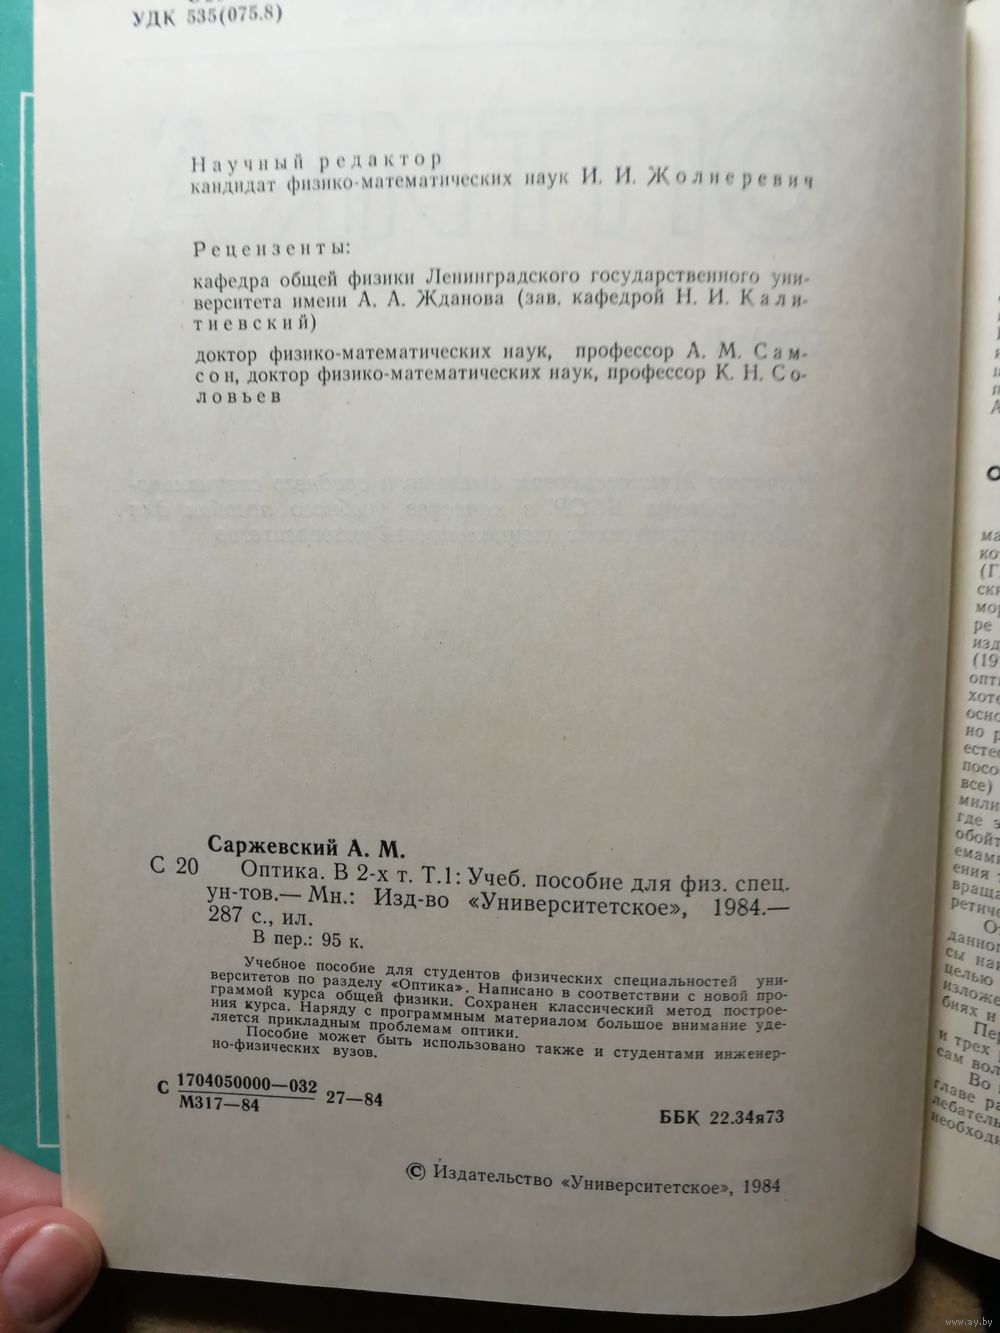 УДК 535(075.8)
Научный редактор
кандидат физико-математических наук И. И. Жолнеревич
Рецензенты:
кафедра общей физики Ленинградского государственного уни-
верситета имени А. А. Жданова (зав. кафедрой Н. И. Кали-
тиевский)
доктор физико-математических наук, профессор А. М. Сам-
сон, доктор физико-математических наук, профессор К. Н. Со-
ловьев
Саржевский А. М.
С 20 Оптика. В 2-х т. Т.1: Учеб. пособие для физ. спец.
ун-тов.— Мн.: Изд-во «Университетское», 1984.—
287 с., ил.
В пер.: 95 к.
Учебное пособие для студентов физических специальностей уни-
верситетов по разделу «Оптика». Написано в соответствии с новой про-
граммой курса общей физики. Сохранен классический метод построе-
ния курса. Наряду с программным материалом большое внимание уде-
ляется прикладным проблемам оптики.
Пособие может быть использовано также и студентами инженер-
но-физических вузов.
С 1704050000—032
М317—84 27—84
ББК 22.34я73
© Издательство «Университетское», 1984
www.ay.by